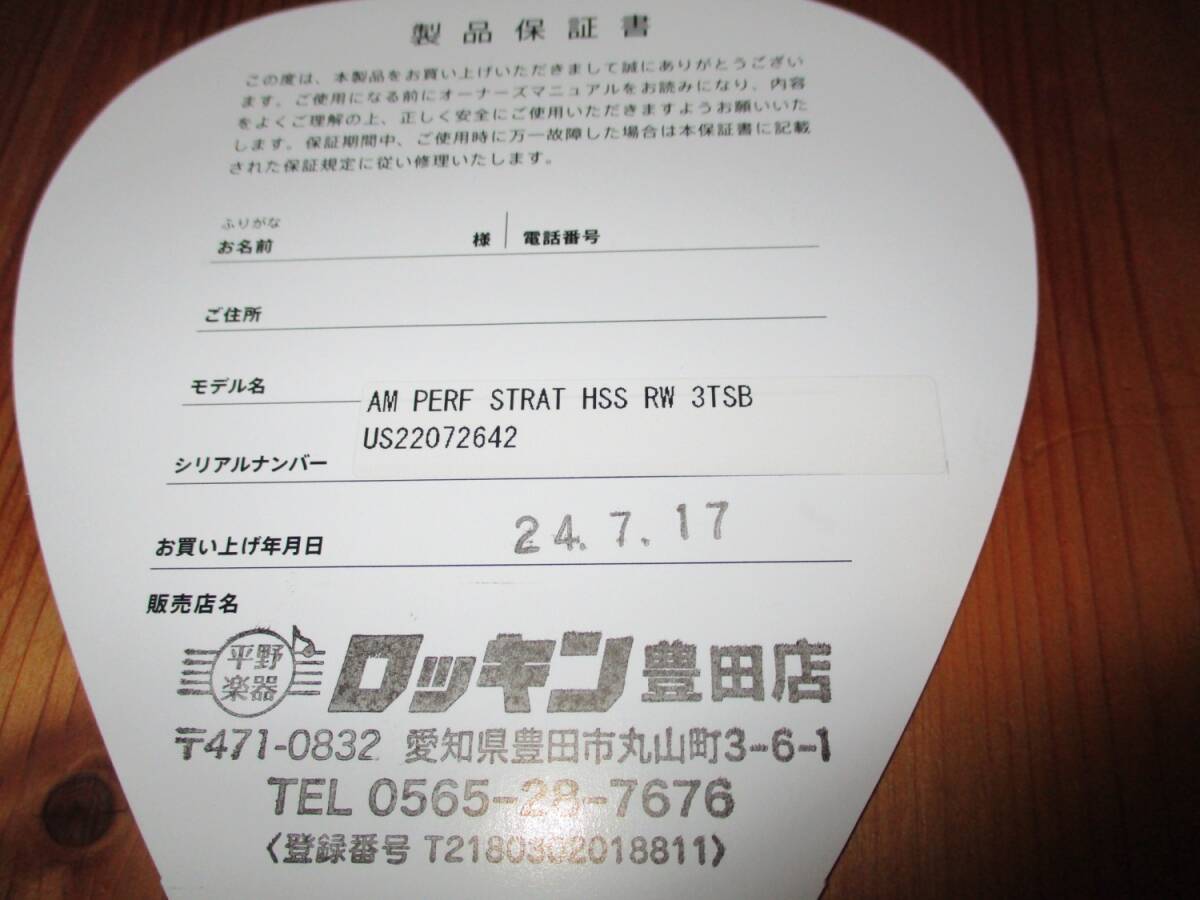 製品保証書
この度は、本製品をお買い上げいただきまして誠にありがとうござい
ます。ご使用になる前にオーナーズマニュアルをお読みになり、内容
をよくご理解の上、正しく安全にご使用いただきますようお願いいた
します。保証期間中、ご使用時に万一故障した場合は本保証書に記載
された保証規定に従い修理いたします。
ふりがな
お名前 様 電話番号
ご住所
モデル名 AM PERF STRAT HSS RW 3TSB
US22072642
シリアルナンバー
お買い上げ年月日 24.7.17
販売店名
平野
楽器
ロッキン豊田店
〒471-0832 愛知県豊田市丸山町3-6-1
TEL 0565-28-7676